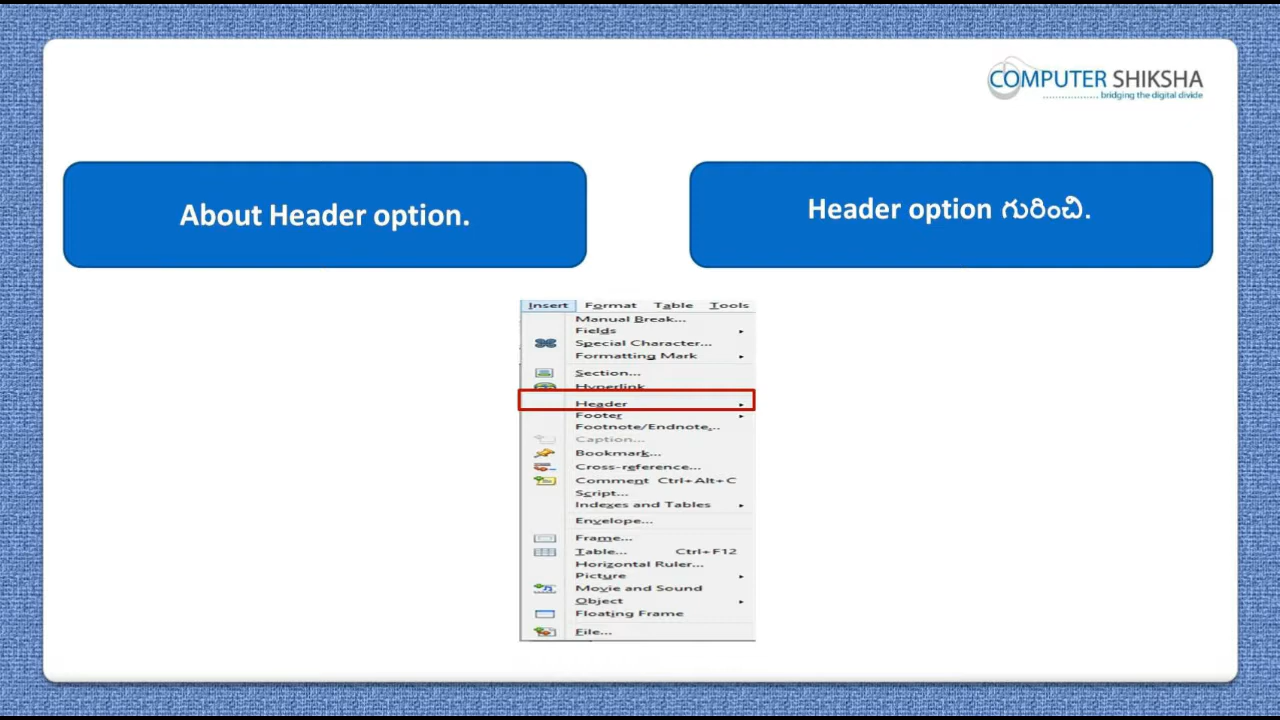 COMPUTER SHIKSHA
bridging the digital divide
About Header option.
Header option గురించి.
Insert Format Table Tools
Manual Break...
Fields
Special Character...
Formatting Mark
Section...
Hyperlink
Header
Footer
Footnote/Endnote...
Caption...
Bookmark...
Cross-reference...
Comment Ctrl+Alt+C
Script...
Indexes and Tables
Envelope...
Frame...
Table... Ctrl+F12
Horizontal Ruler...
Picture
Movie and Sound
Object
Floating Frame
File...